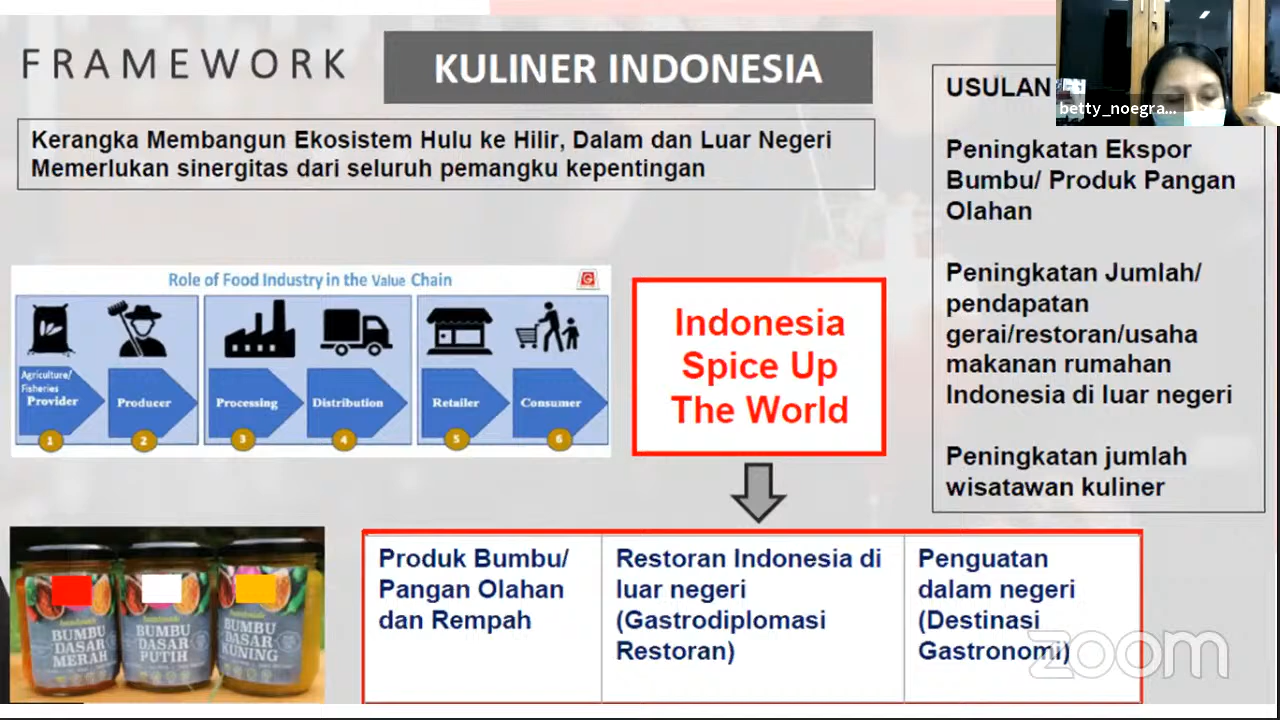 FRAMEWORK
KULINER INDONESIA
Kerangka Membangun Ekosistem Hulu ke Hilir, Dalam dan Luar Negeri
Memerlukan sinergitas dari seluruh pemangku kepentingan
betty_noegra...
USULAN
Peningkatan Ekspor
Bumbu/ Produk Pangan
Olahan
Peningkatan Jumlah/
pendapatan
gerai/restoran/usaha
makanan rumahan
Indonesia di luar negeri
Peningkatan jumlah
wisatawan kuliner
Role of Food Industry in the Value Chain
G
Agriculture/
Fisheries
Provider
Producer
Processing
Distribution
Retailer
Consumer
1
2
3
4
5
6
Indonesia
Spice Up
The World
BUMBU
DASAR
MERAH
BUMBU
DASAR
PUTIH
BUMBU
DASAR
KUNING
Produk Bumbu/
Pangan Olahan
dan Rempah
Restoran Indonesia di
luar negeri
(Gastrodiplomasi
Restoran)
Penguatan
dalam negeri
(Destinasi
Gastronomi)
zoom